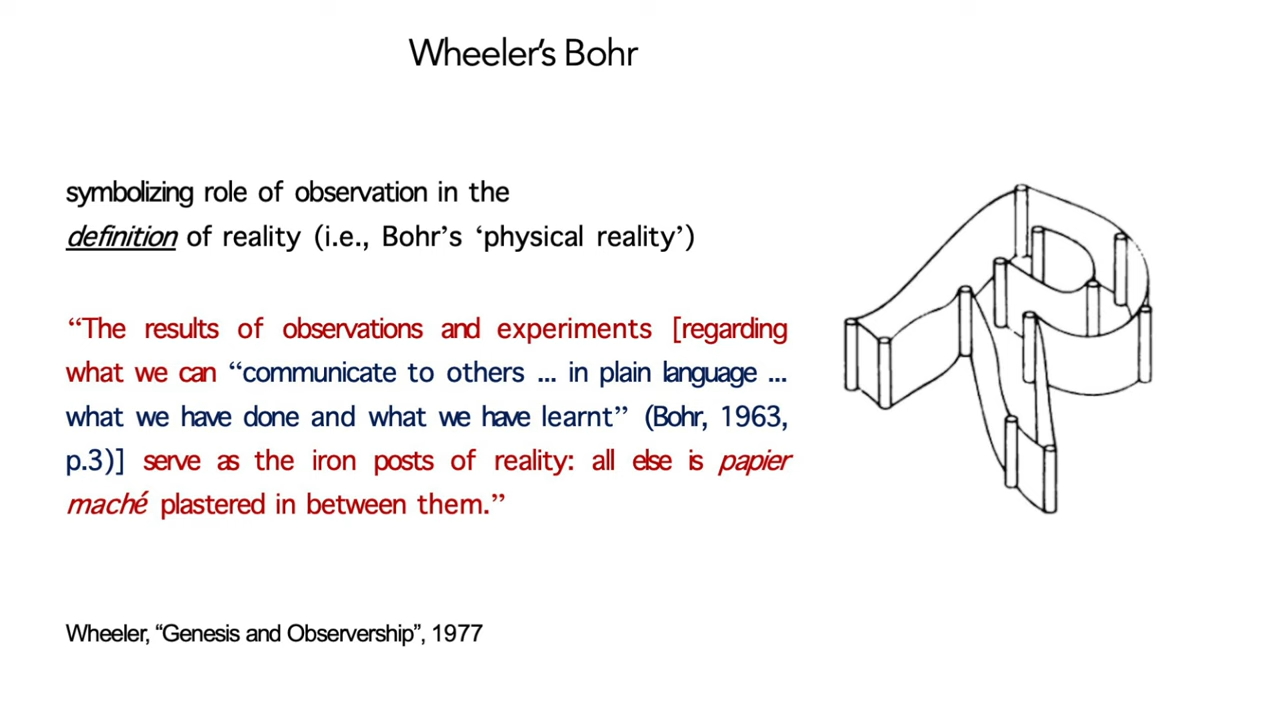 Wheeler's Bohr
symbolizing role of observation in the
definition of reality (i.e., Bohr's ‘physical reality’)
“The results of observations and experiments [regarding
what we can “communicate to others ... in plain language ...
what we have done and what we have learnt” (Bohr, 1963,
p.3)] serve as the iron posts of reality: all else is papier
maché plastered in between them.”
Wheeler, “Genesis and Observership”, 1977